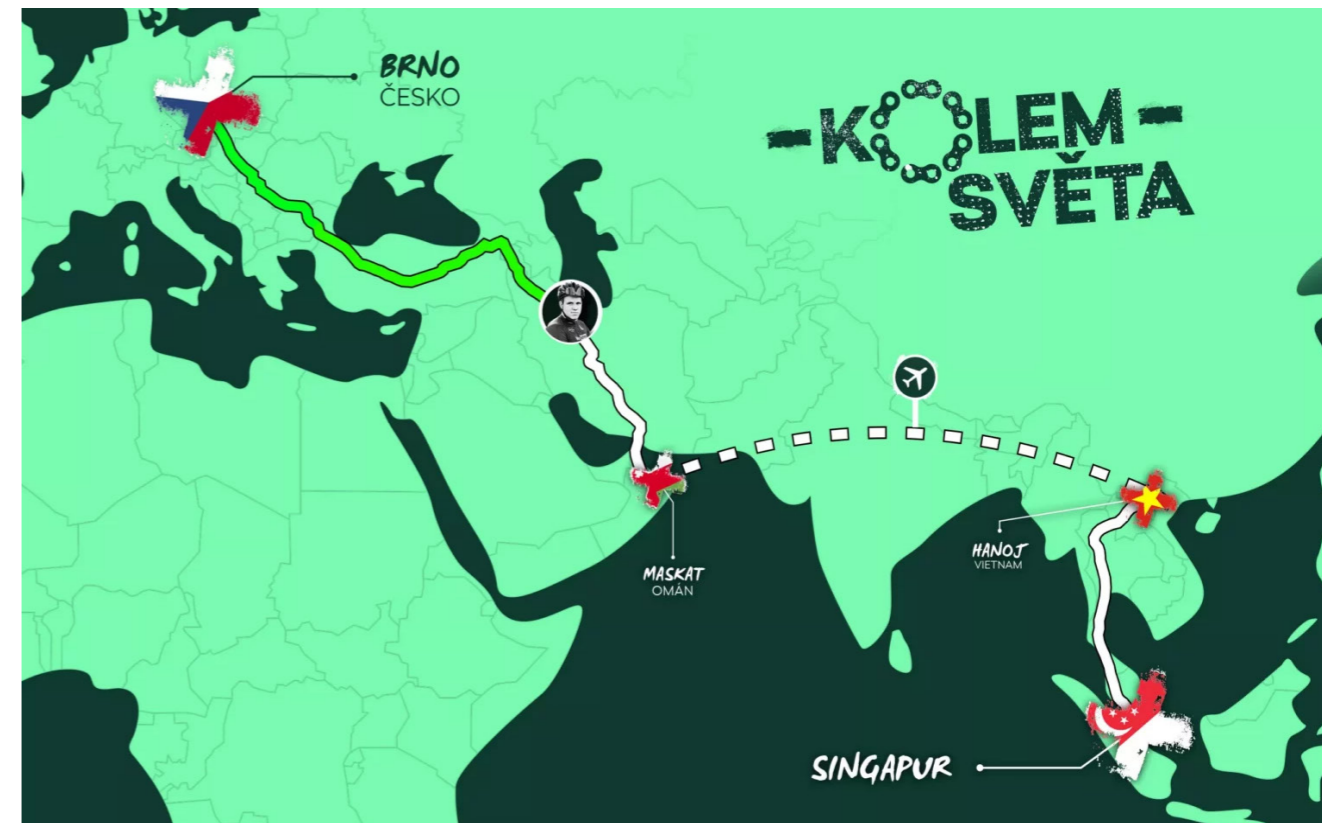 BRNO
ČESKO
KOLEM
SVĚTA
MASKAT
OMÁN
HANOJ
VIETNAM
SINGAPUR